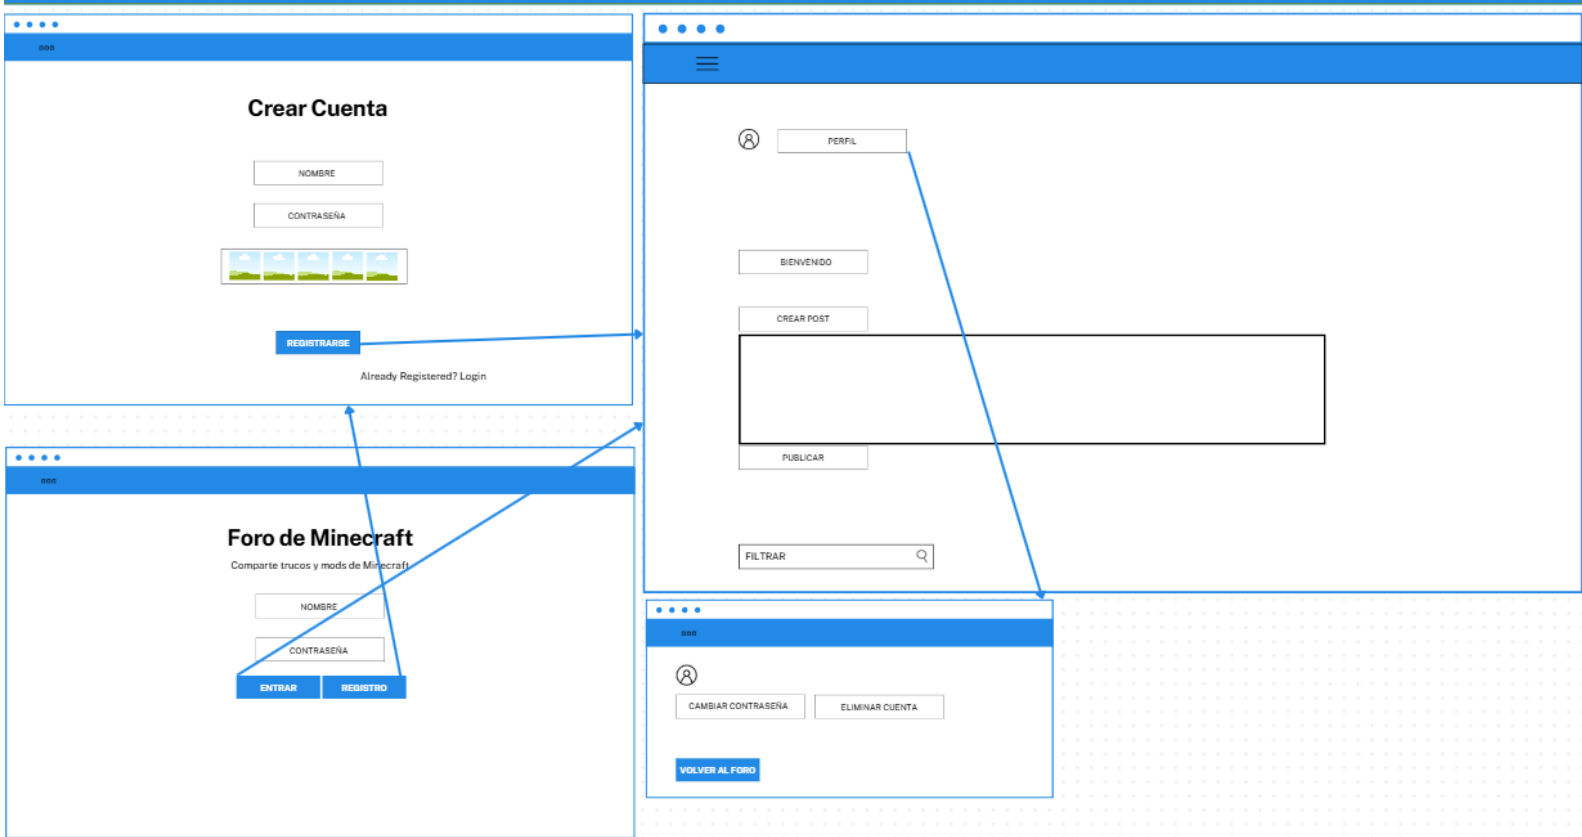 Crear Cuenta
NOMBRE
CONTRASEÑA
REGISTRARSE
Already Registered? Login
PERFIL
BIENVENIDO
CREAR POST
PUBLICAR
FILTRAR
Foro de Minecraft
Comparte trucos y mods de Minecraft
NOMBRE
CONTRASEÑA
ENTRAR
REGISTRO
CAMBIAR CONTRASEÑA
ELIMINAR CUENTA
VOLVER AL FORO